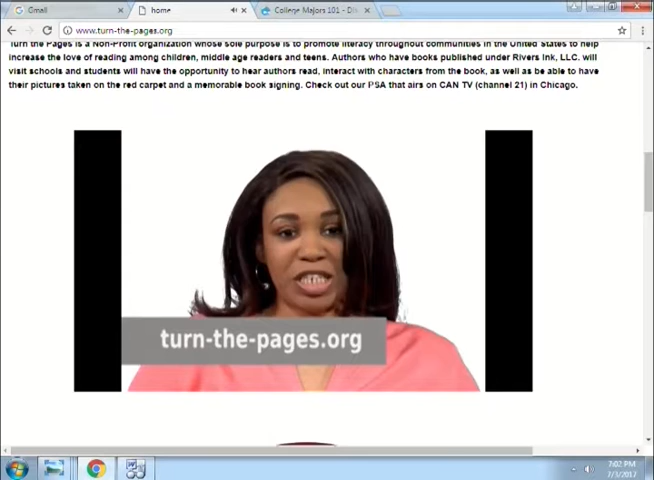 Gmail
home
College Majors 101 - Di
www.turn-the-pages.org
Turn the Pages is a Non-Profit organization whose sole purpose is to promote literacy throughout communities in the United States to help
increase the love of reading among children, middle age readers and teens. Authors who have books published under Rivers Ink, LLC. will
visit schools and students will have the opportunity to hear authors read, interact with characters from the book, as well as be able to have
their pictures taken on the red carpet and a memorable book signing. Check out our PSA that airs on CAN TV (channel 21) in Chicago.
turn-the-pages.org
7:02 PM
7/3/2017